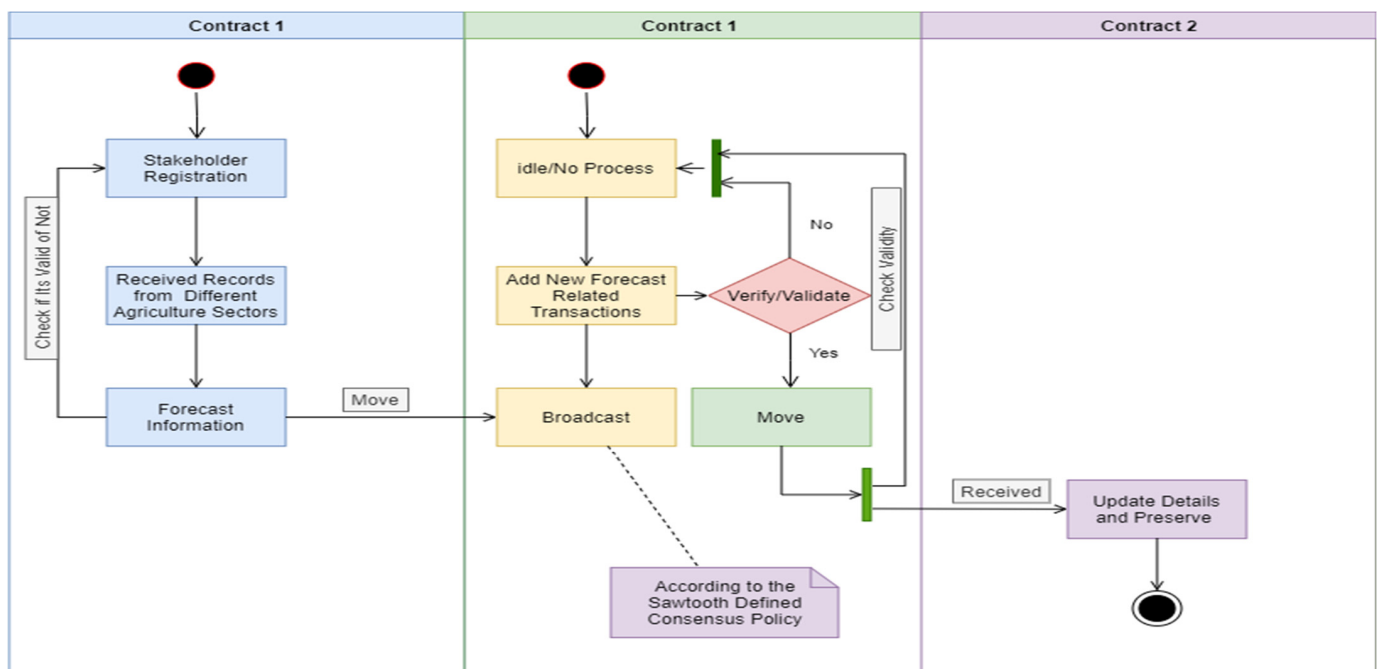 Contract 1
Contract 1
Contract 2
Stakeholder
Registration
Received Records
from Different
Agriculture Sectors
Forecast
Information
Check if Its Valid of Not
Move
idle/No Process
Add New Forecast
Related
Transactions
Broadcast
Verify/Validate
No
Yes
Check Validity
Move
According to the
Sawtooth Defined
Consensus Policy
Received
Update Details
and Preserve